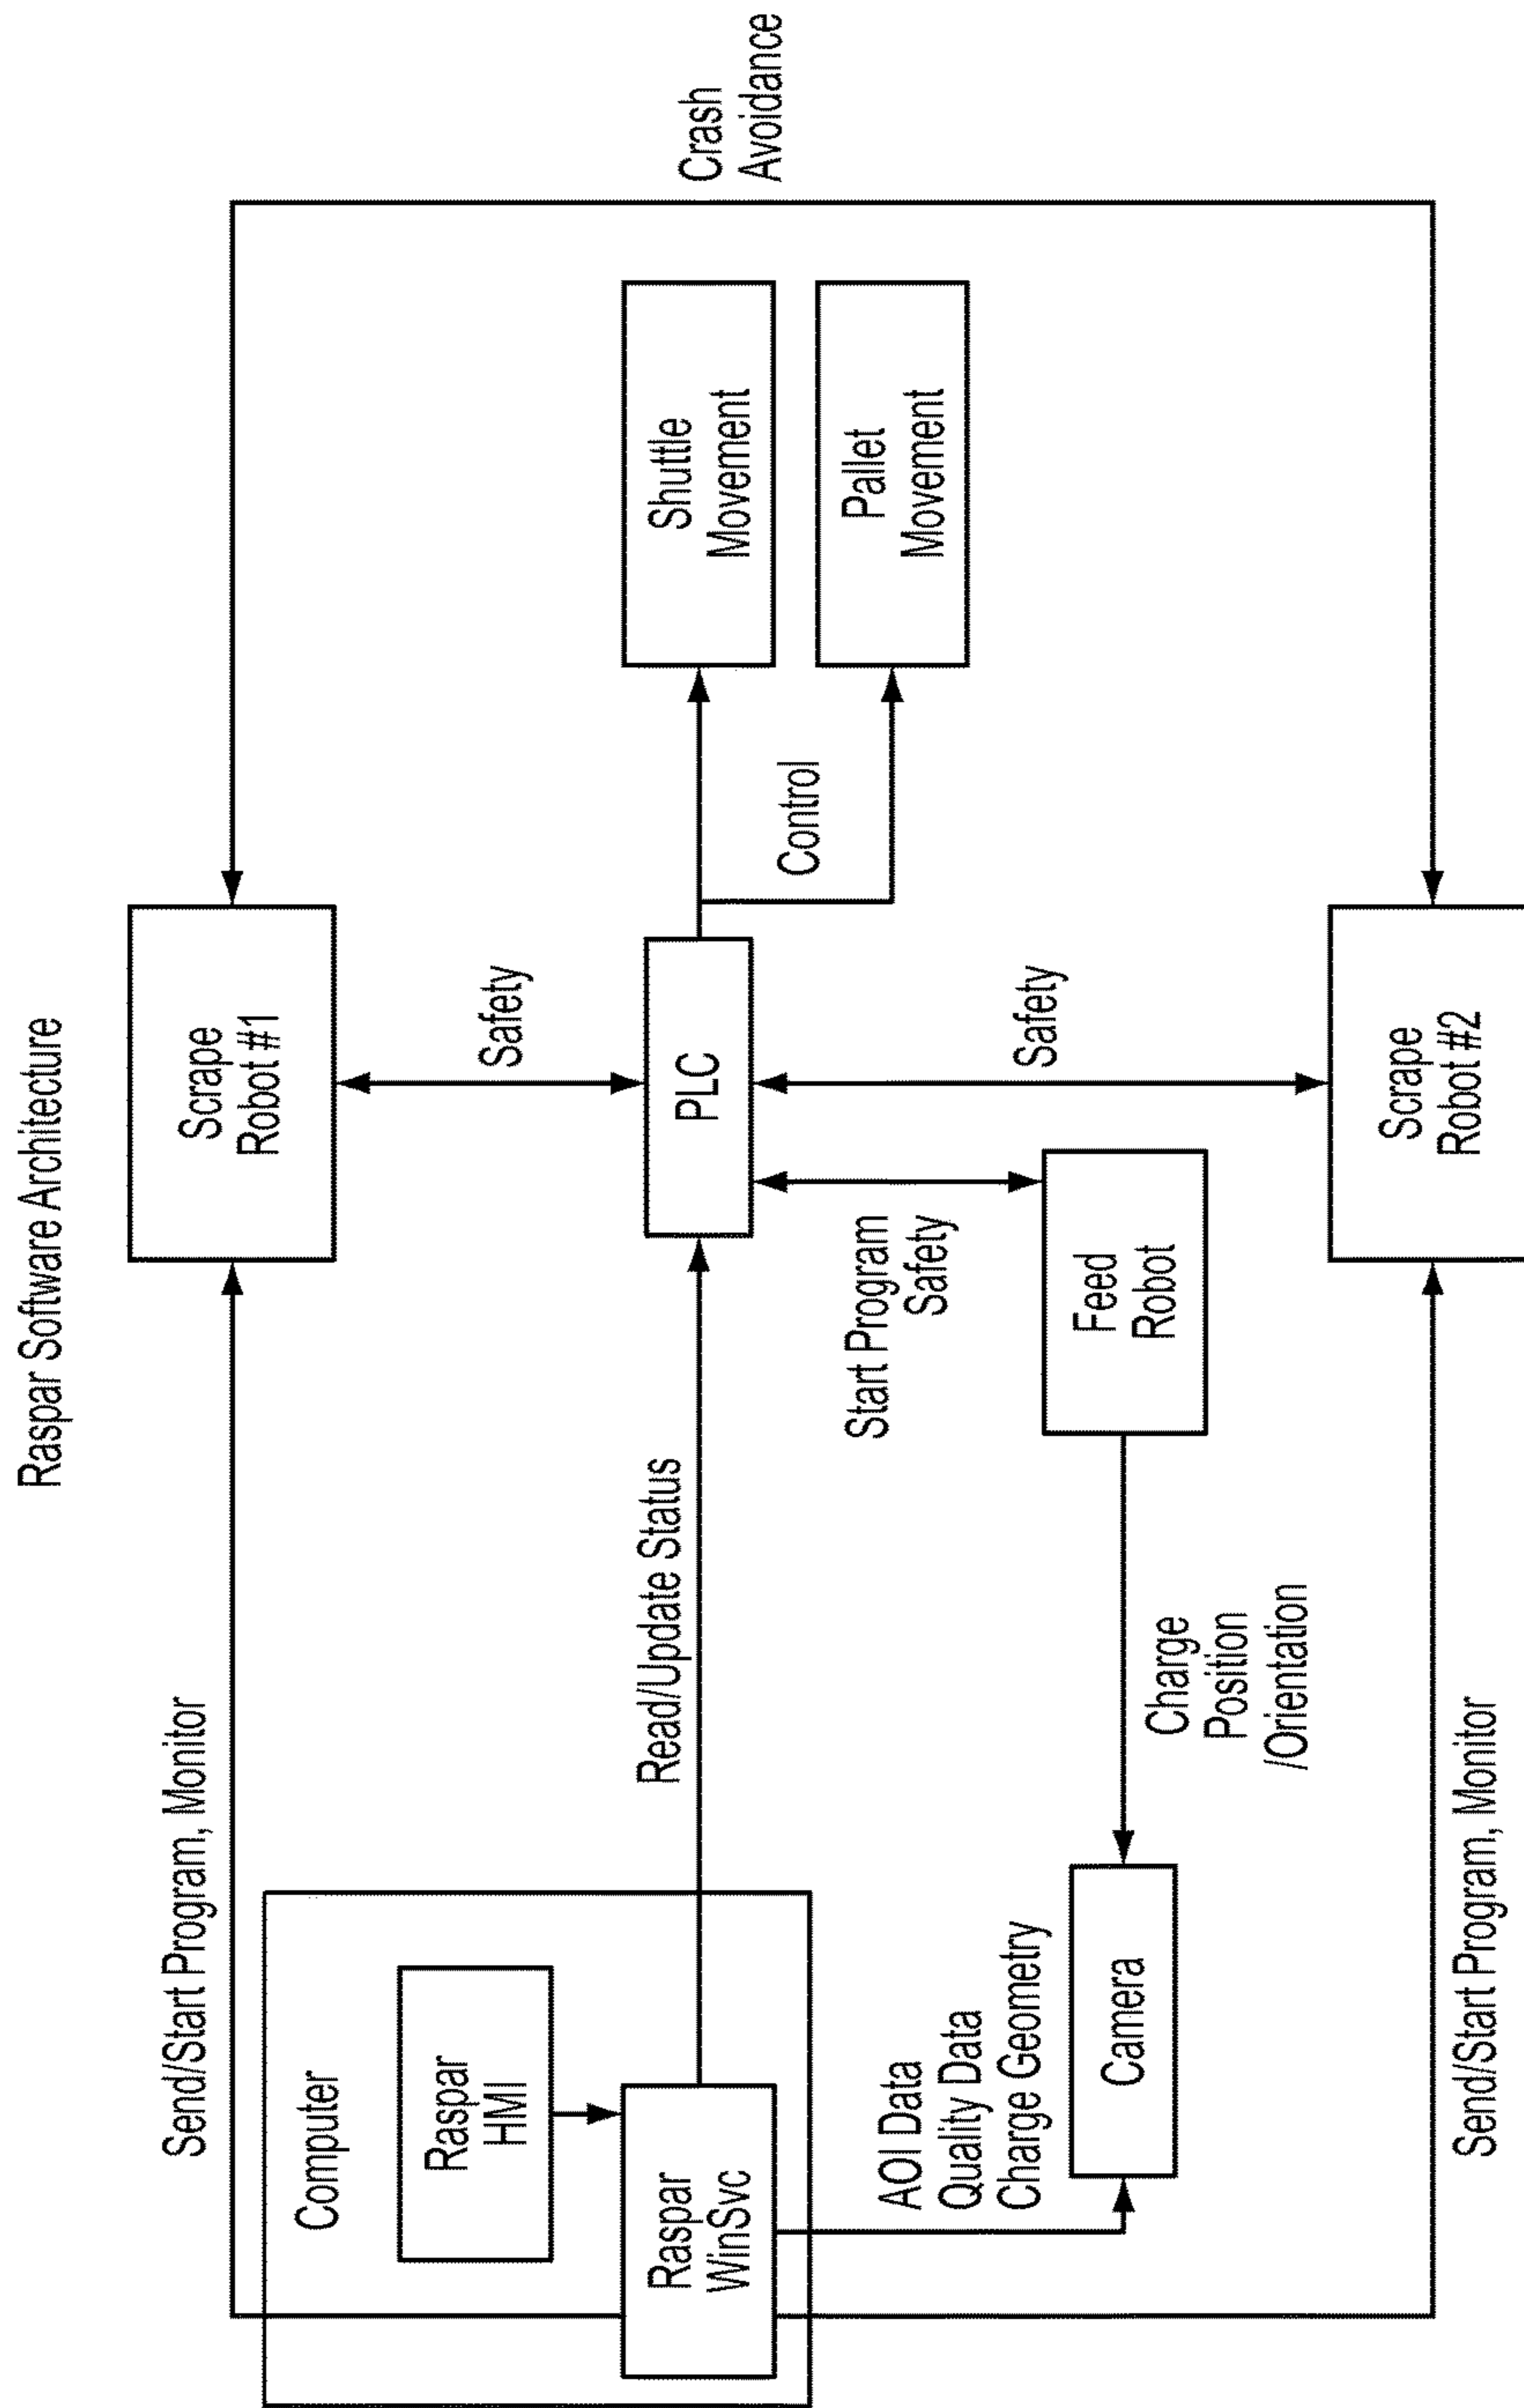 Raspar Software Architecture
Send/Start Program, Monitor
Scrape
Robot #1
Crash
Avoidance
Computer
Raspar
HMI
Raspar
WinSvc
Read/Update Status
Safety
PLC
Control
Shuttle
Movement
Pallet
Movement
Start Program
Safety
Safety
AOI Data
Quality Data
Charge Geometry
Camera
Charge
Position
/Orientation
Feed
Robot
Scrape
Robot #2
Send/Start Program, Monitor